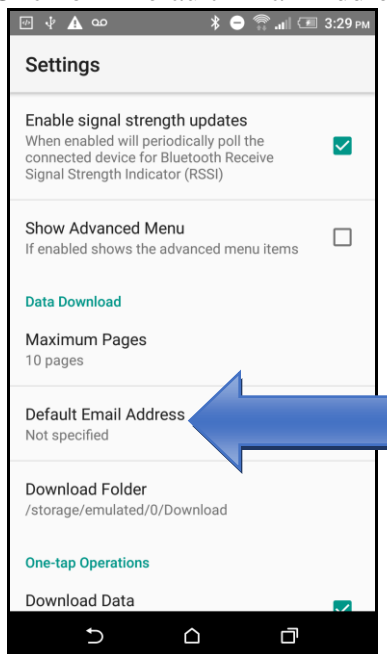 3:29 PM
Settings
Enable signal strength updates
When enabled will periodically poll the
connected device for Bluetooth Receive
Signal Strength Indicator (RSSI)
Show Advanced Menu
If enabled shows the advanced menu items
Data Download
Maximum Pages
10 pages
Default Email Address
Not specified
Download Folder
/storage/emulated/0/Download
One-tap Operations
Download Data